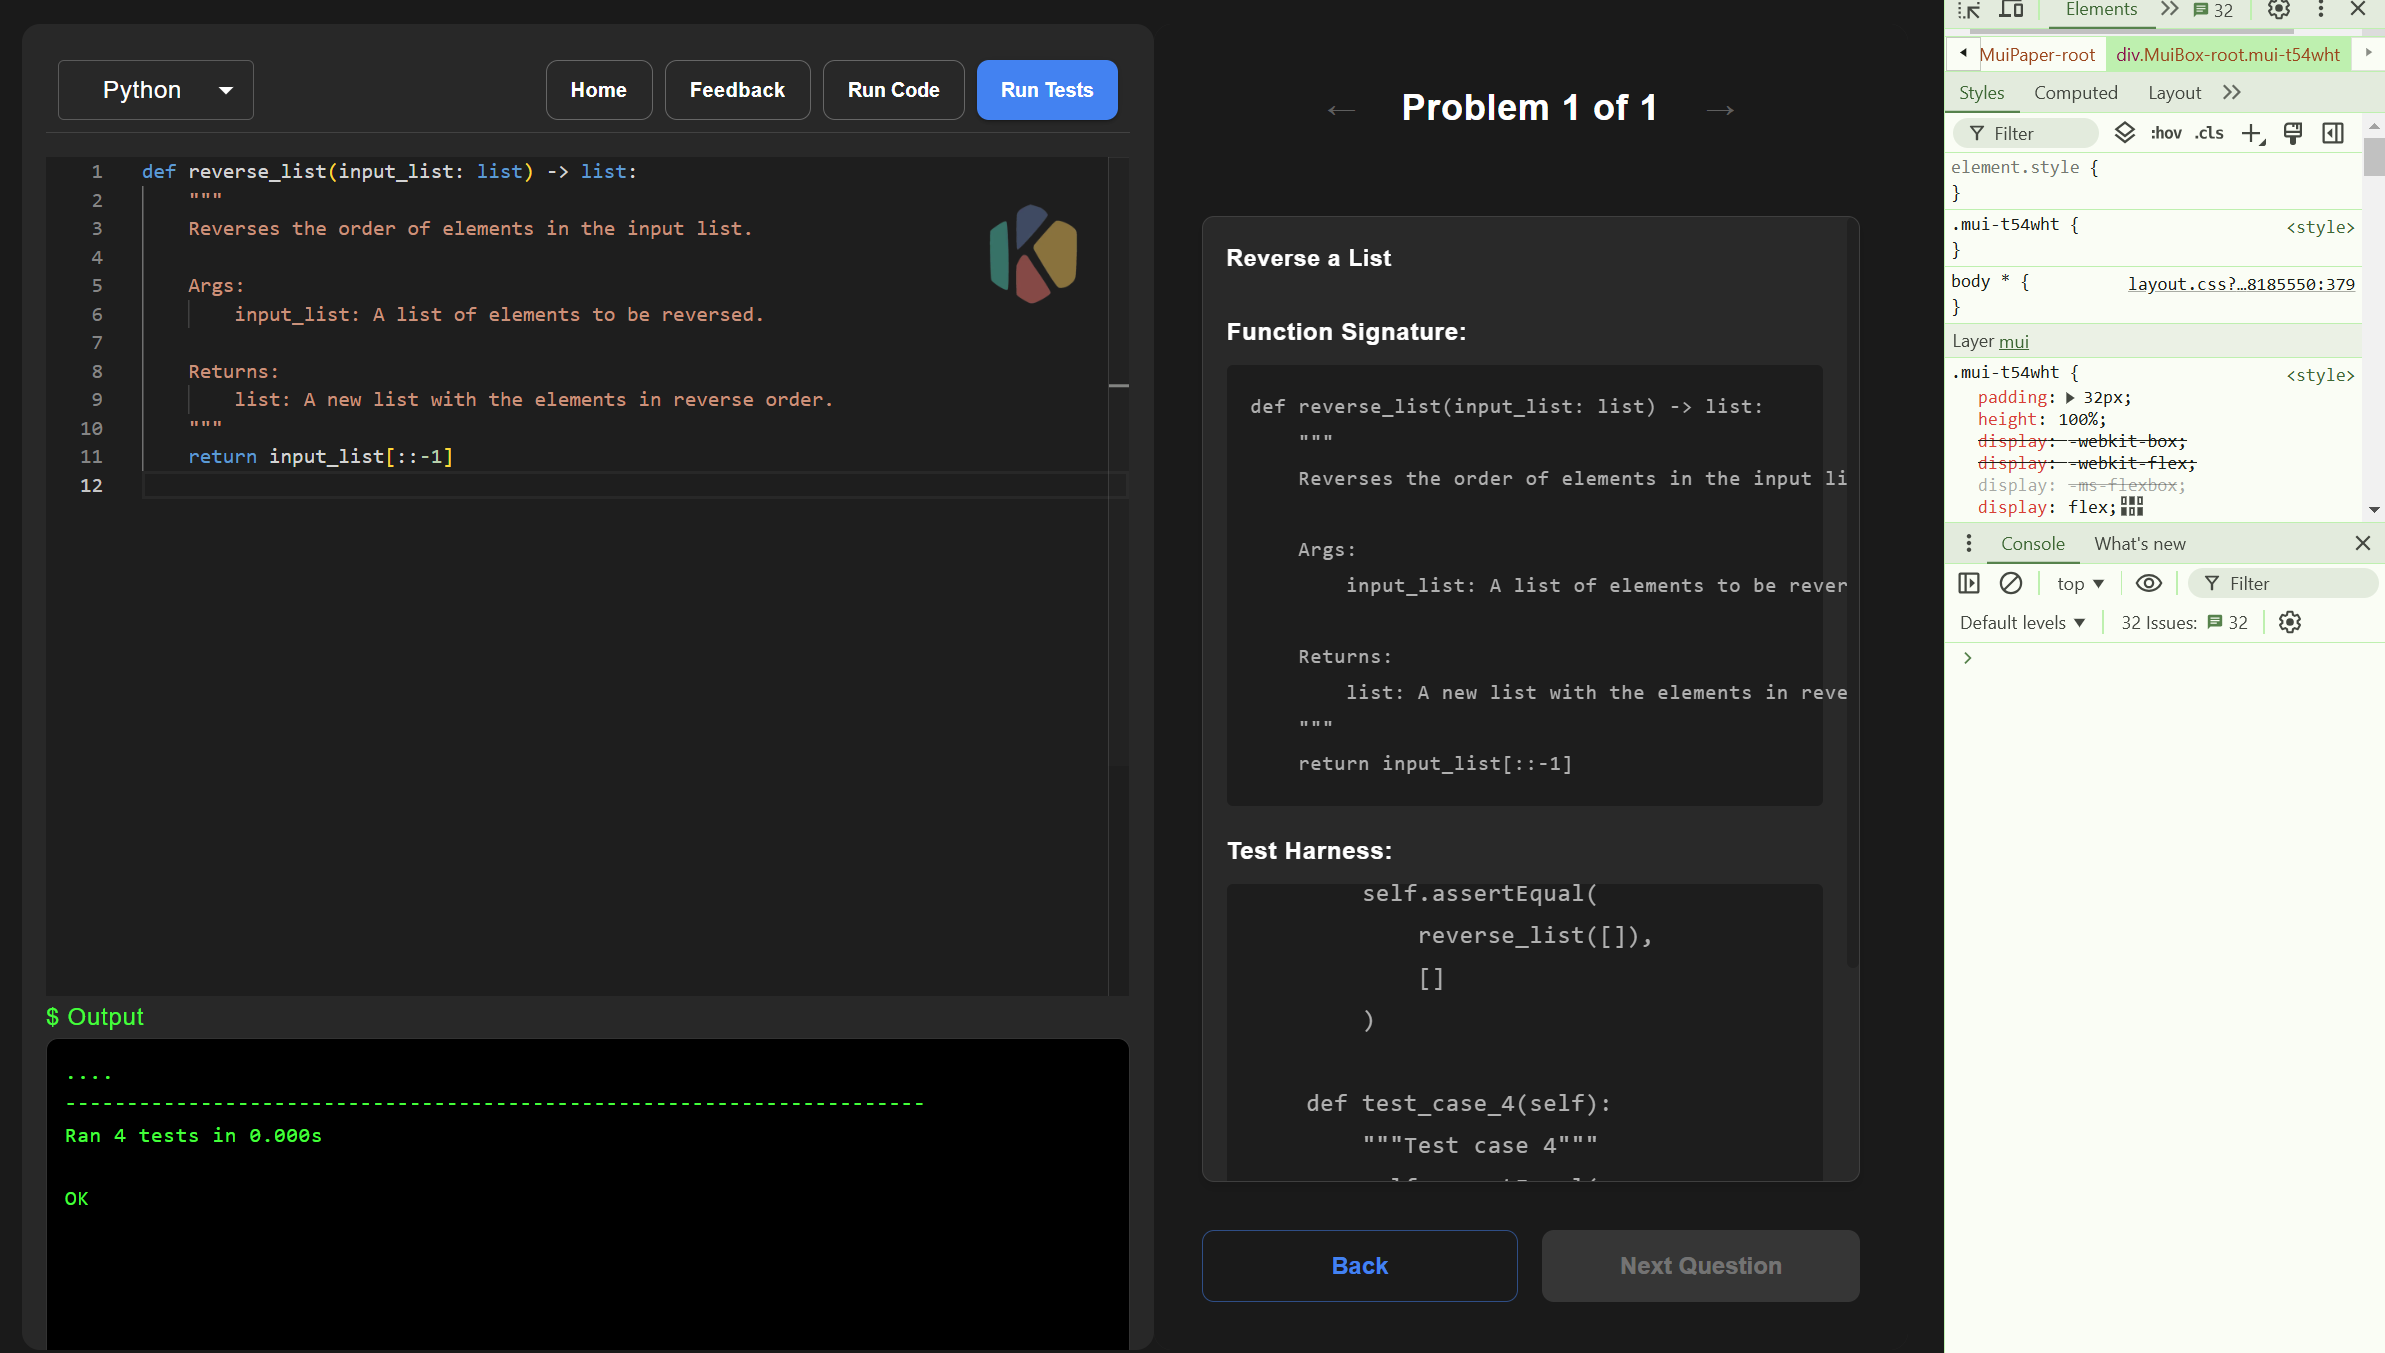 Python
Home
Feedback
Run Code
Run Tests
1 def reverse_list(input_list: list) -> list:
2 """
3 Reverses the order of elements in the input list.
4
5 Args:
6 input_list: A list of elements to be reversed.
7
8 Returns:
9 list: A new list with the elements in reverse order.
10 """
11 return input_list[::-1]
12
$ Output
....
----------------------------------------------------------------------
Ran 4 tests in 0.000s
OK
← Problem 1 of 1 →
Reverse a List
Function Signature:
def reverse_list(input_list: list) -> list:
"""
Reverses the order of elements in the input li
Args:
input_list: A list of elements to be rever
Returns:
list: A new list with the elements in reve
"""
return input_list[::-1]
Test Harness:
self.assertEqual(
reverse_list([]),
[]
)
def test_case_4(self):
"""Test case 4"""
Back
Next Question
Elements
32
MuiPaper-root
div.MuiBox-root.mui-t54wht
Styles
Computed
Layout
Filter
:hov
.cls
element.style {
}
.mui-t54wht {
<style>
}
body * {
layout.css?…8185550:379
}
Layer mui
.mui-t54wht {
<style>
padding: 32px;
height: 100%;
display: -webkit-box;
display: -webkit-flex;
display: -ms-flexbox;
display: flex;
Console
What's new
top
Filter
Default levels
32 Issues:
32